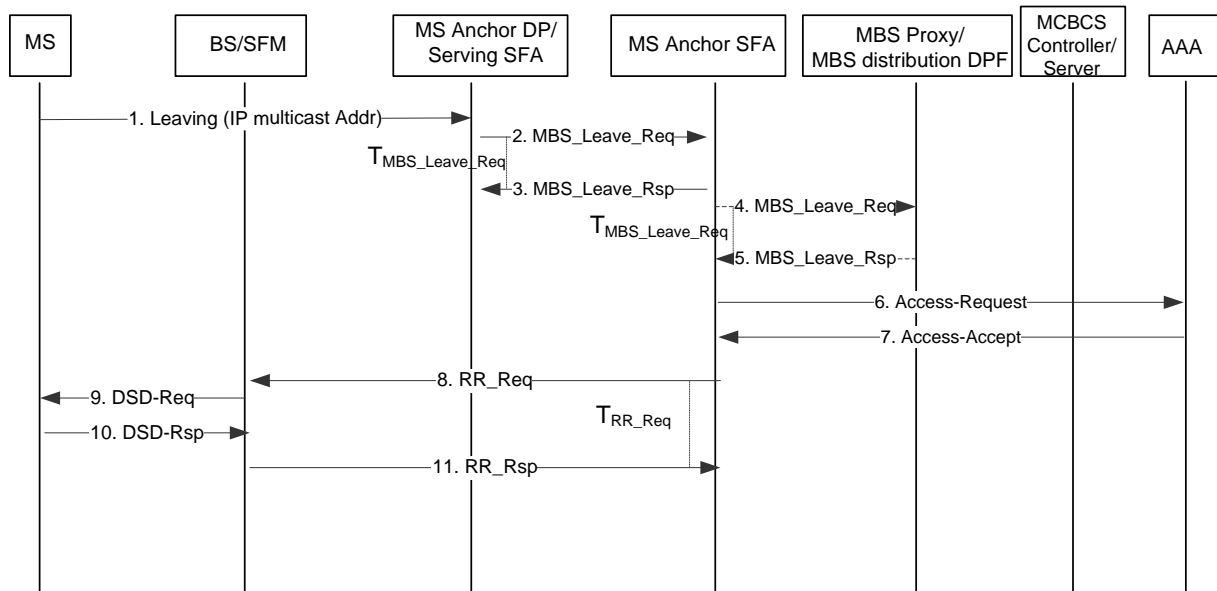 MS
BS/SFM
MS Anchor DP/
Serving SFA
MS Anchor SFA
MBS Proxy/
MBS distribution DPF
MCBCS
Controller/
Server
AAA
1. Leaving (IP multicast Addr)
2. MBS_Leave_Req
TMBS_Leave_Req
3. MBS_Leave_Rsp
4. MBS_Leave_Req
TMBS_Leave_Req
5. MBS_Leave_Rsp
6. Access-Request
7. Access-Accept
8. RR_Req
9. DSD-Req
TRR_Req
10. DSD-Rsp
11. RR_Rsp